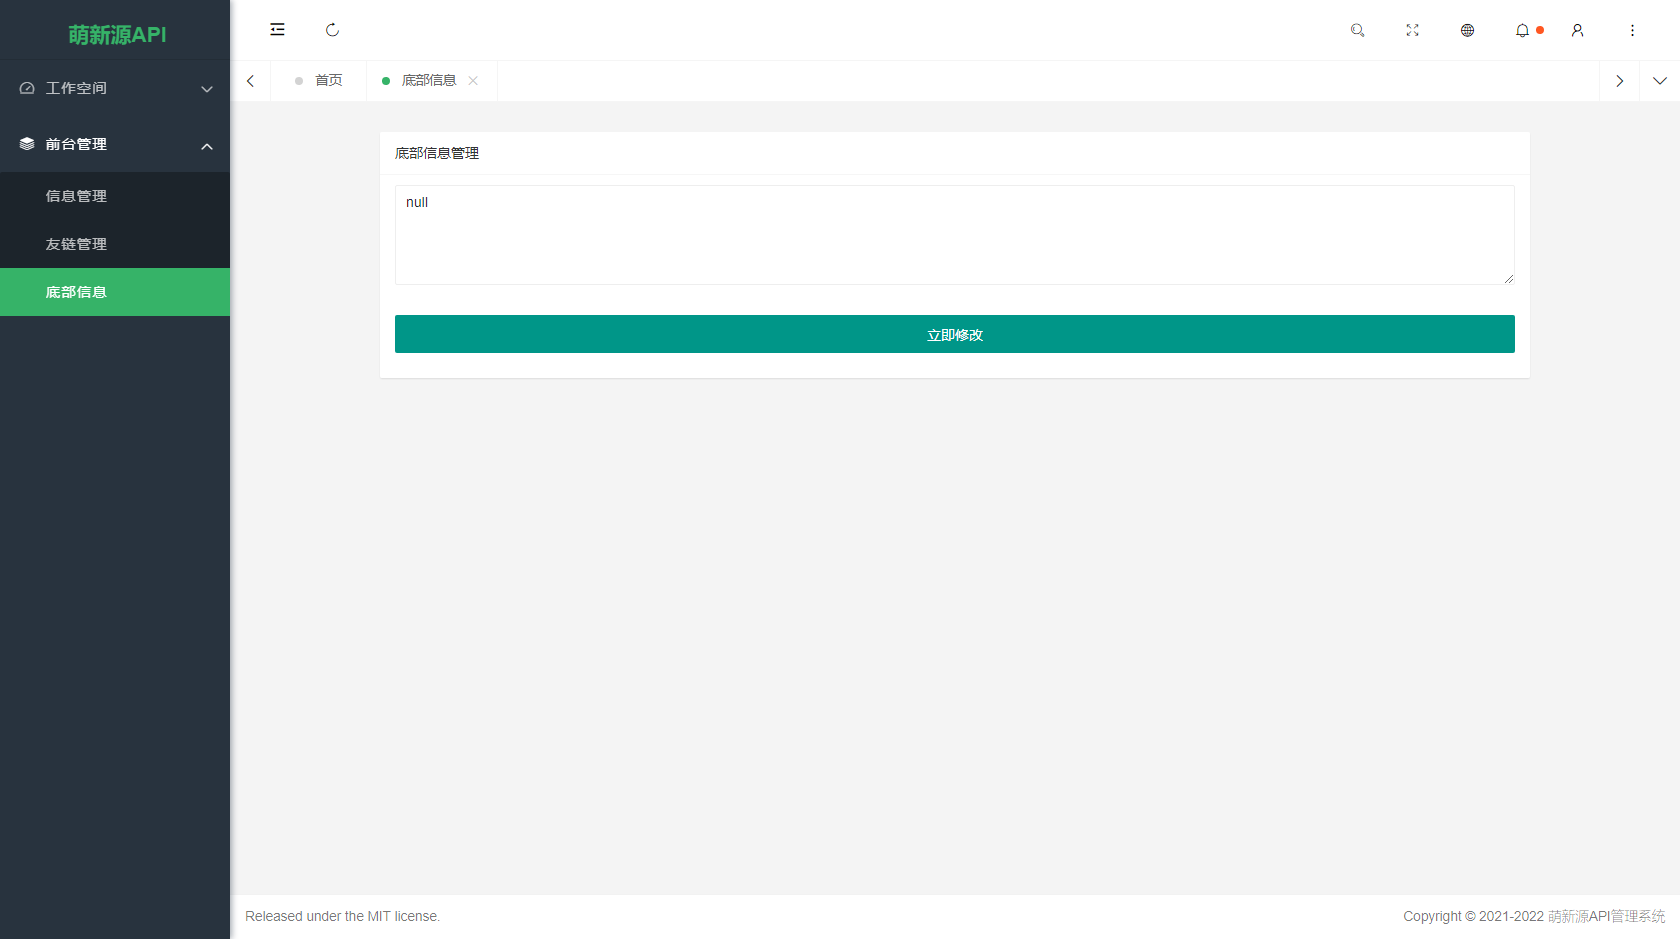 萌新源API
工作空间
前台管理
信息管理
友链管理
底部信息
首页
底部信息
底部信息管理
null
立即修改
Released under the MIT license.
Copyright © 2021-2022 萌新源API管理系统